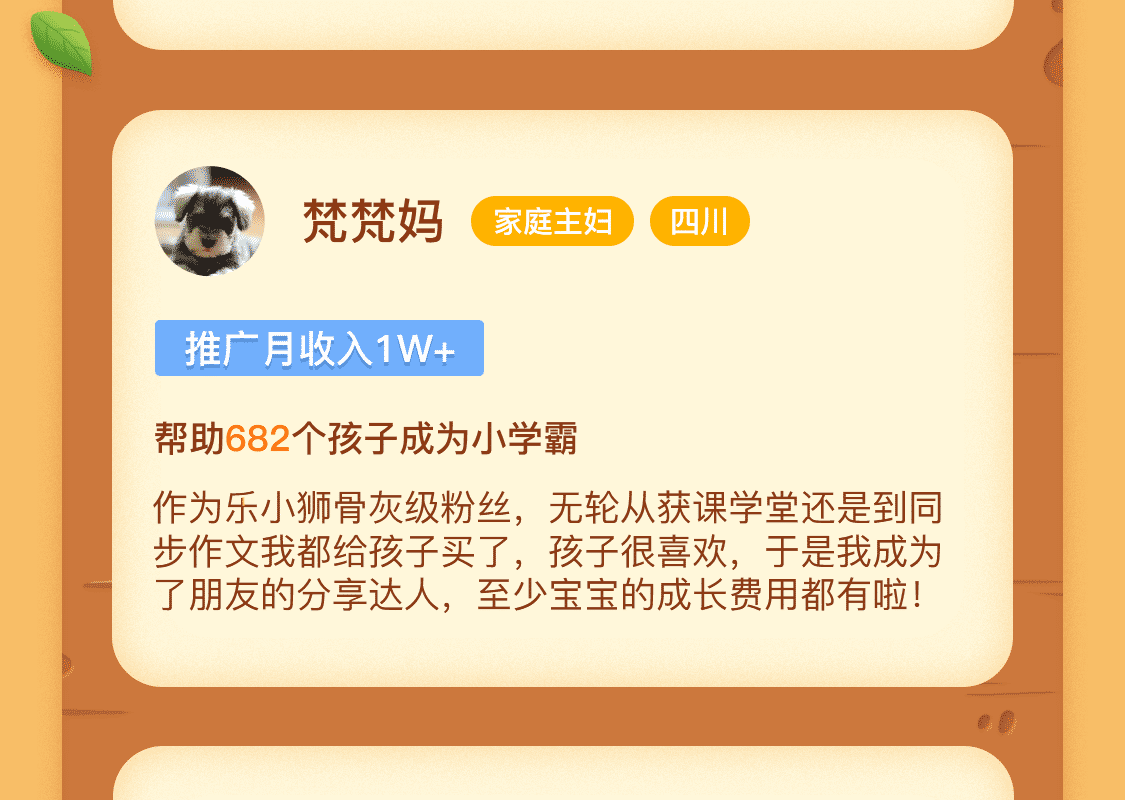 梵梵妈 家庭主妇 四川
推广月收入1W+
帮助682个孩子成为小学霸
作为乐小狮骨灰级粉丝，无轮从获课学堂还是到同
步作文我都给孩子买了，孩子很喜欢，于是我成为
了朋友的分享达人，至少宝宝的成长费用都有啦！